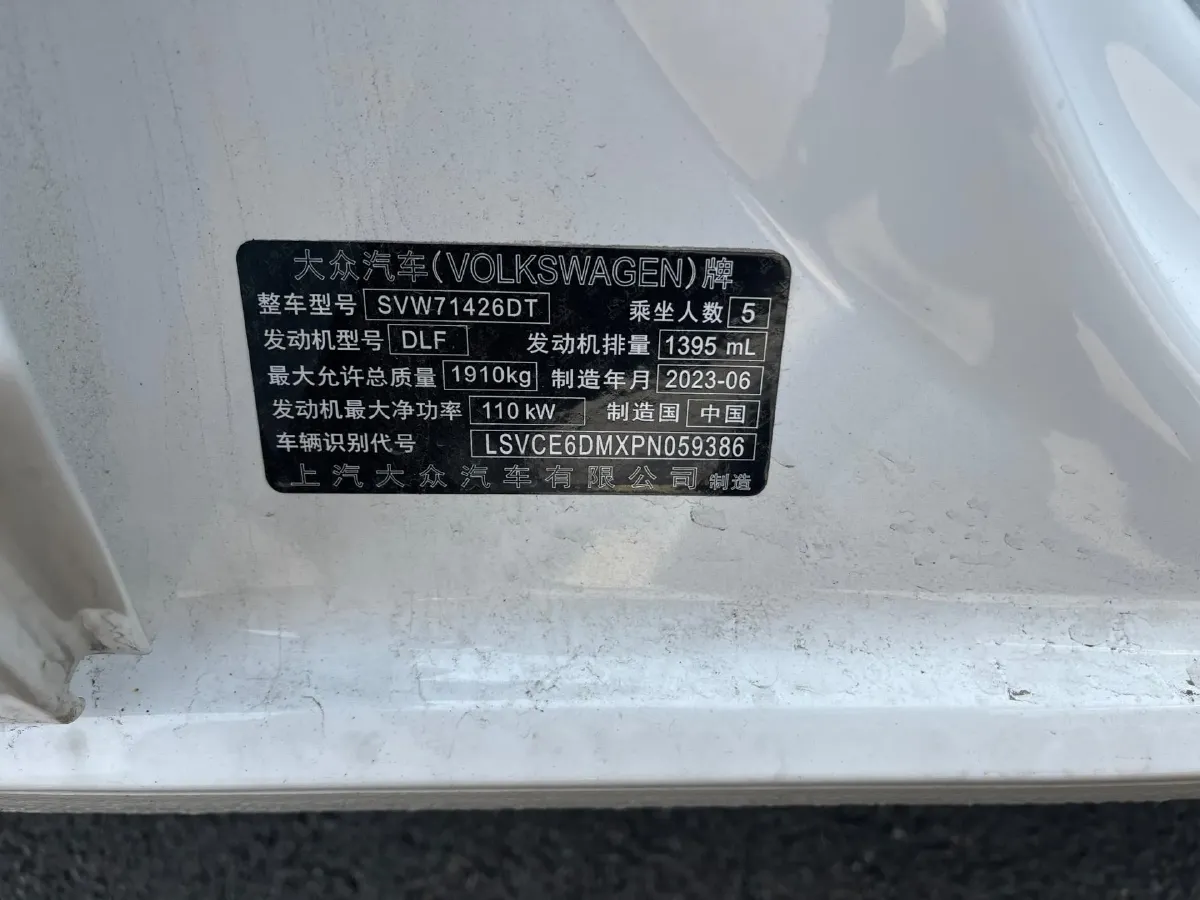 大众汽车(VOLKSWAGEN)牌
整车型号 SVW71426DT 乘坐人数 5
发动机型号 DLF 发动机排量 1395 mL
最大允许总质量 1910kg 制造年月 2023-06
发动机最大净功率 110 kW 制造国 中国
车辆识别代号 LSVCE6DMXPN059386
上汽大众汽车有限公司 制造